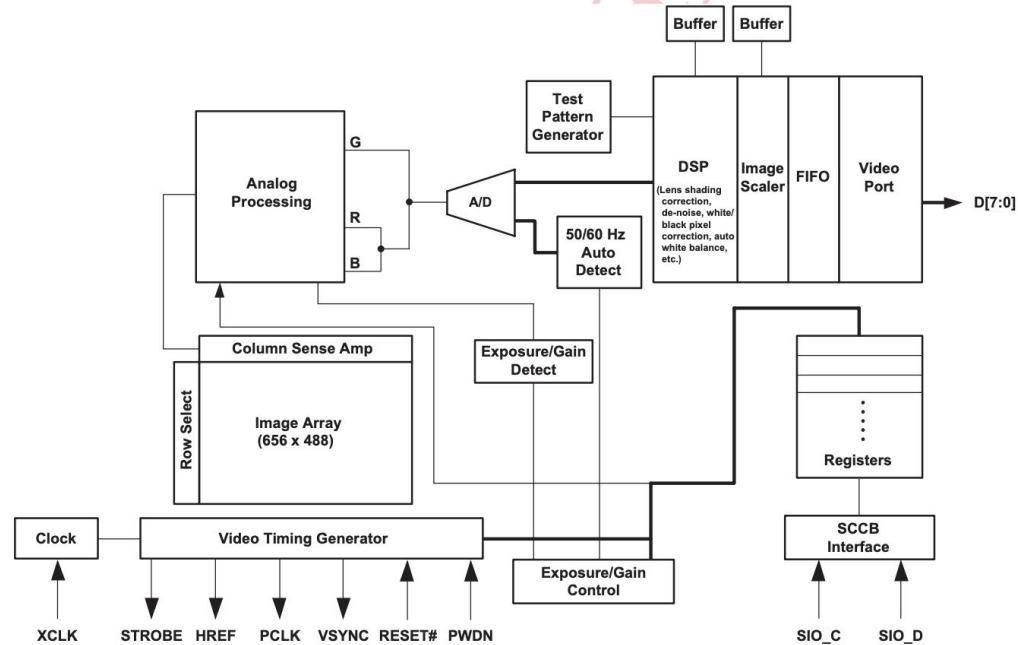 Buffer
Buffer
Test
Pattern
Generator
G
R
B
Analog
Processing
A/D
DSP
(Lens shading
correction,
de-noise, white/
black pixel
correction, auto
white balance,
etc.)
Image
Scaler
FIFO
Video
Port
D[7:0]
50/60 Hz
Auto
Detect
Column Sense Amp
Exposure/Gain
Detect
Row Select
Image Array
(656 x 488)
Registers
Clock
Video Timing Generator
SCCB
Interface
Exposure/Gain
Control
XCLK
STROBE
HREF
PCLK
VSYNC
RESET#
PWDN
SIO_C
SIO_D